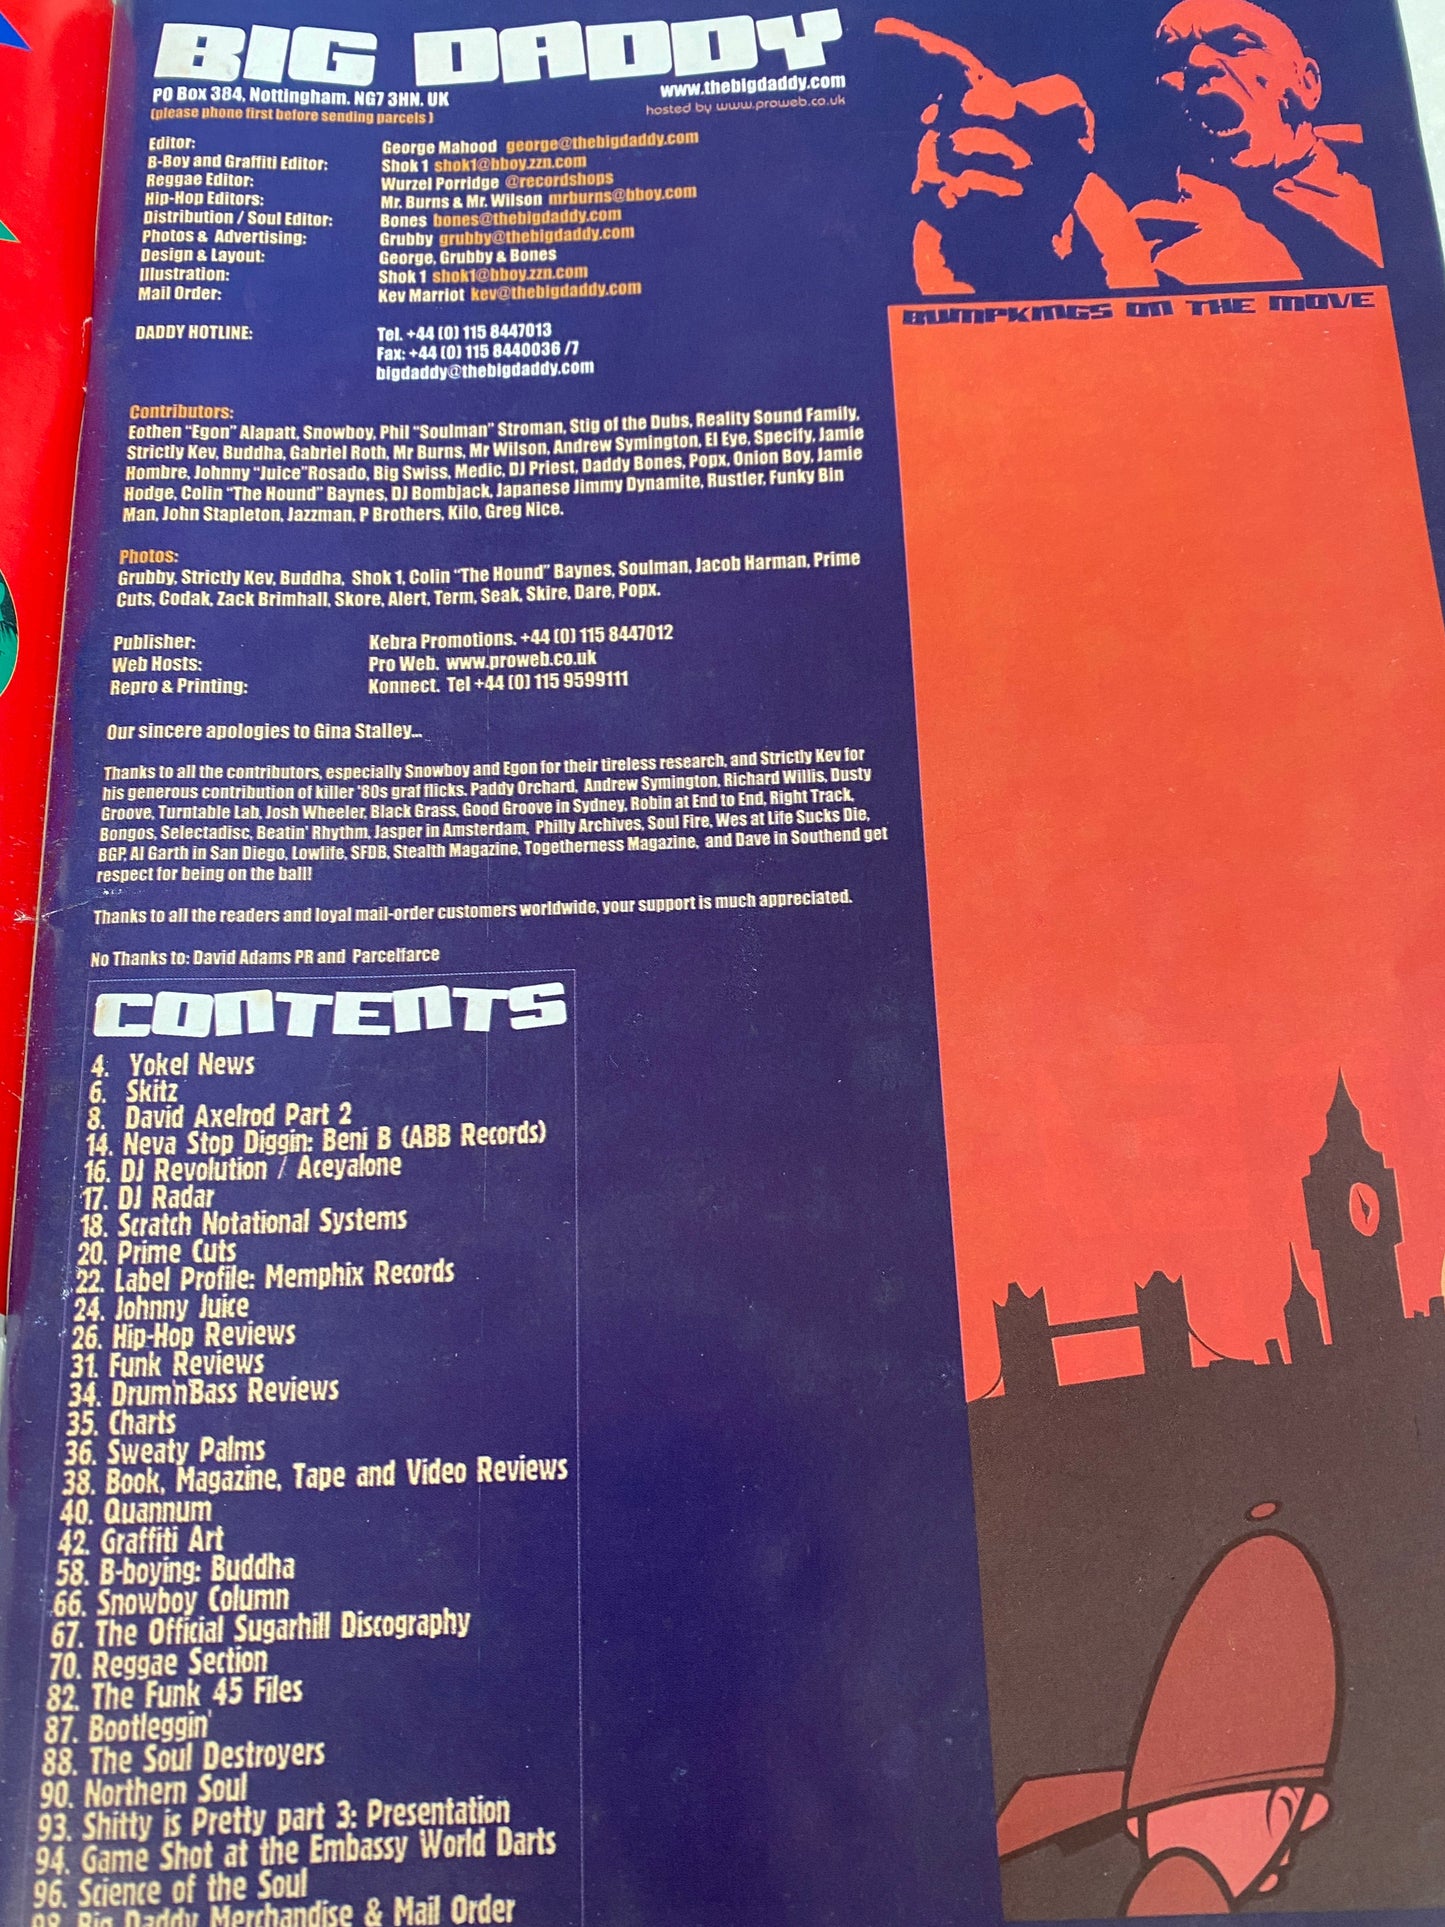 BIG DADDY
PO Box 384, Nottingham. NG7 3HN. UK
(please phone first before sending parcels )
www.thebigdaddy.com
hosted by www.proweb.co.uk
Editor: George Mahood george@thebigdaddy.com
B-Boy and Graffiti Editor: Shok 1 shok1@bboy.zzn.com
Reggae Editor: Wurzel Porridge @recordshops
Hip-Hop Editors: Mr. Burns & Mr. Wilson mrburns@bboy.com
Distribution / Soul Editor: Bones bones@thebigdaddy.com
Photos & Advertising: Grubby grubby@thebigdaddy.com
Design & Layout: George, Grubby & Bones
Illustration: Shok 1 shok1@bboy.zzn.com
Mail Order: Kev Marriot kev@thebigdaddy.com
DADDY HOTLINE: Tel. +44 (0) 115 8447013
Fax: +44 (0) 115 8440036 /7
bigdaddy@thebigdaddy.com
Contributors:
Eothen “Egon” Alapatt, Snowboy, Phil “Soulman” Stroman, Stig of the Dubs, Reality Sound Family,
Strictly Kev, Buddha, Gabriel Roth, Mr Burns, Mr Wilson, Andrew Symington, El Eye, Specify, Jamie
Hombre, Johnny “Juice”Rosado, Big Swiss, Medic, DJ Priest, Daddy Bones, Popx, Onion Boy, Jamie
Hodge, Colin “The Hound” Baynes, DJ Bombjack, Japanese Jimmy Dynamite, Rustler, Funky Bin
Man, John Stapleton, Jazzman, P Brothers, Kilo, Greg Nice.
Photos:
Grubby, Strictly Kev, Buddha, Shok 1, Colin “The Hound” Baynes, Soulman, Jacob Harman, Prime
Cuts, Codak, Zack Brimhall, Skore, Alert, Term, Seak, Skire, Dare, Popx.
Publisher: Kebra Promotions. +44 (0) 115 8447012
Web Hosts: Pro Web. www.proweb.co.uk
Repro & Printing: Konnect. Tel +44 (0) 115 9599111
Our sincere apologies to Gina Stalley...
Thanks to all the contributors, especially Snowboy and Egon for their tireless research, and Strictly Kev for
his generous contribution of killer '80s graf flicks. Paddy Orchard, Andrew Symington, Richard Willis, Dusty
Groove, Turntable Lab, Josh Wheeler, Black Grass, Good Groove in Sydney, Robin at End to End, Right Track,
Bongos, Selectadisc, Beatin' Rhythm, Jasper in Amsterdam, Philly Archives, Soul Fire, Wes at Life Sucks Die,
BGP, Al Garth in San Diego, Lowlife, SFDB, Stealth Magazine, Togetherness Magazine, and Dave in Southend get
respect for being on the ball!
Thanks to all the readers and loyal mail-order customers worldwide, your support is much appreciated.
No Thanks to: David Adams PR and Parcelfarce
CONTENTS
4. Yokel News
6. Skitz
8. David Axelrod Part 2
14. Neva Stop Diggin: Beni B (ABB Records)
16. DJ Revolution / Aceyalone
17. DJ Radar
18. Scratch Notational Systems
20. Prime Cuts
22. Label Profile: Memphix Records
24. Johnny Juice
26. Hip-Hop Reviews
31. Funk Reviews
34. Drum'n'Bass Reviews
35. Charts
36. Sweaty Palms
38. Book, Magazine, Tape and Video Reviews
40. Quannum
42. Graffiti Art
58. B-boying: Buddha
66. Snowboy Column
67. The Official Sugarhill Discography
70. Reggae Section
82. The Funk 45 Files
87. Bootleggin'
88. The Soul Destroyers
90. Northern Soul
93. Shitty is Pretty part 3: Presentation
94. Game Shot at the Embassy World Darts
96. Science of the Soul
98. Big Daddy Merchandise & Mail Order
BUMPKINGS ON THE MOVE